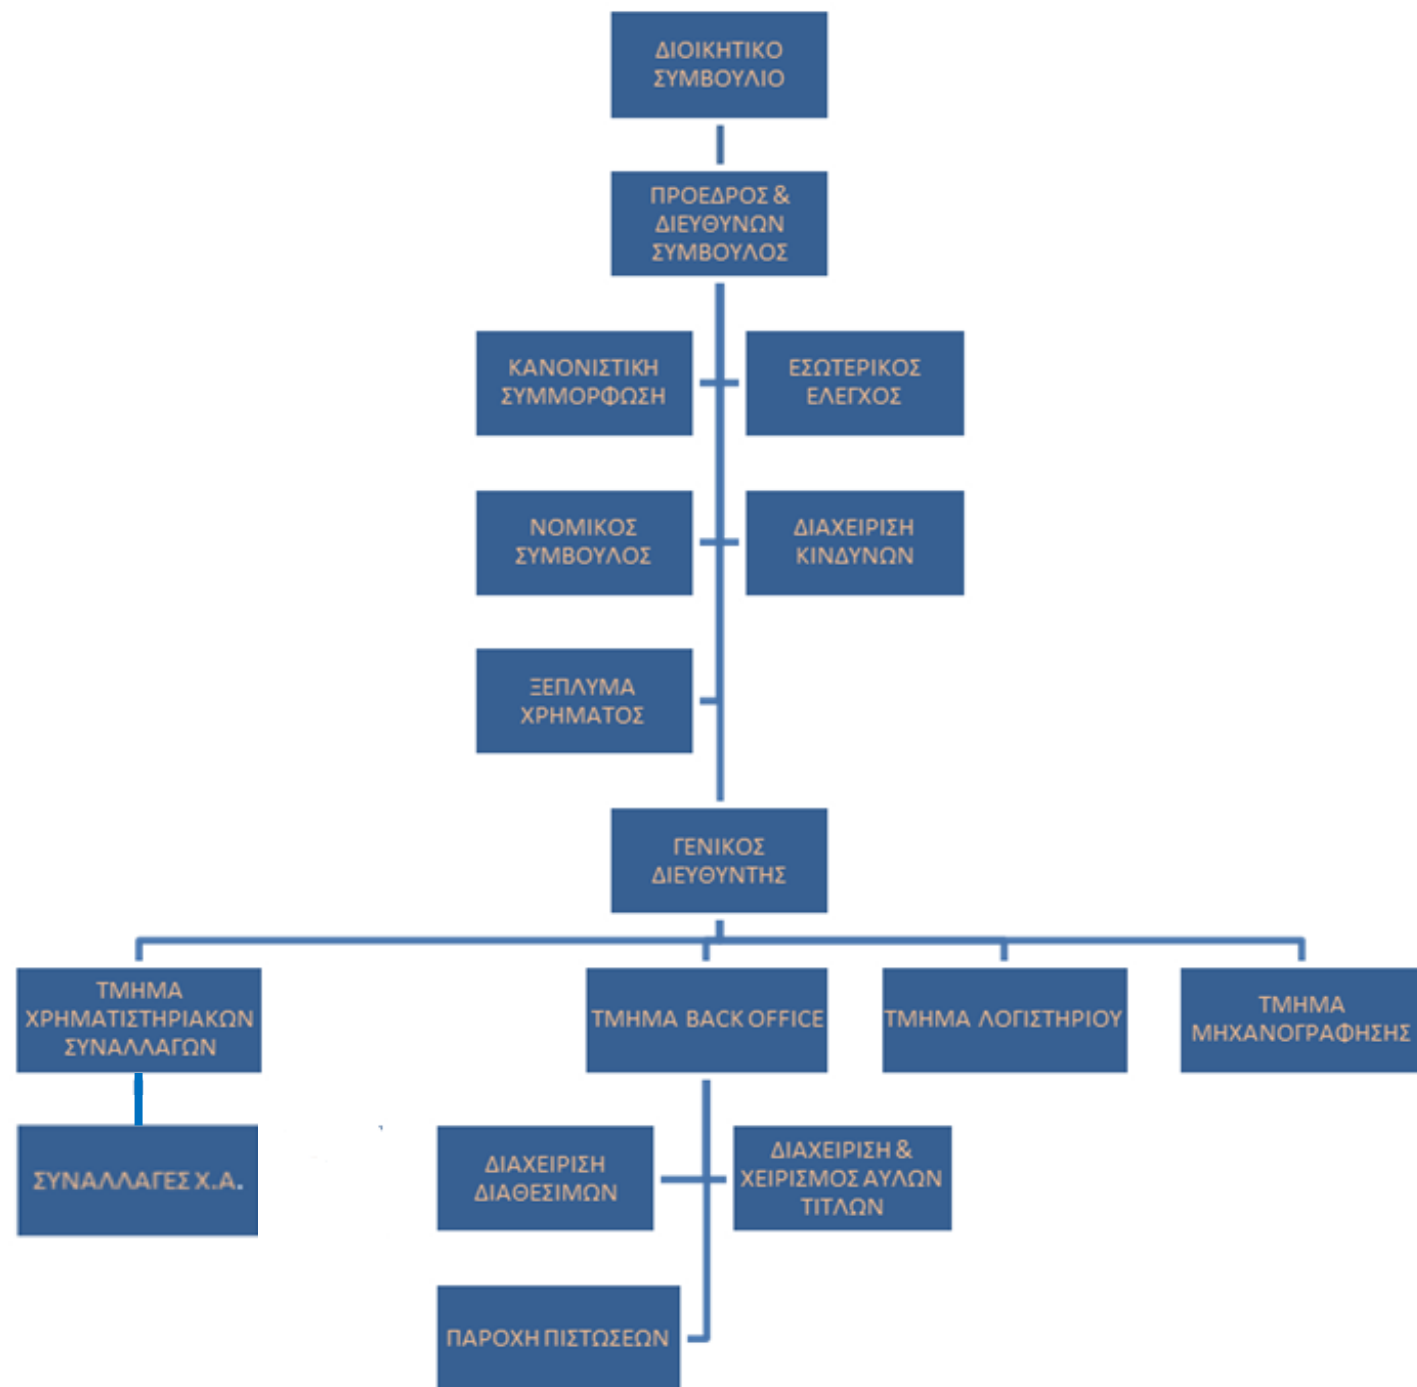 ΔΙΟΙΚΗΤΙΚΟ
ΣΥΜΒΟΥΛΙΟ
ΠΡΟΕΔΡΟΣ &
ΔΙΕΥΘΥΝΩΝ
ΣΥΜΒΟΥΛΟΣ
ΚΑΝΟΝΙΣΤΙΚΗ
ΣΥΜΜΟΡΦΩΣΗ
ΕΣΩΤΕΡΙΚΟΣ
ΕΛΕΓΧΟΣ
ΝΟΜΙΚΟΣ
ΣΥΜΒΟΥΛΟΣ
ΔΙΑΧΕΙΡΙΣΗ
ΚΙΝΔΥΝΩΝ
ΞΕΠΛΥΜΑ
ΧΡΗΜΑΤΟΣ
ΓΕΝΙΚΟΣ
ΔΙΕΥΘΥΝΤΗΣ
ΤΜΗΜΑ
ΧΡΗΜΑΤΙΣΤΗΡΙΑΚΩΝ
ΣΥΝΑΛΛΑΓΩΝ
ΤΜΗΜΑ BACK OFFICE
ΤΜΗΜΑ ΛΟΓΙΣΤΗΡΙΟΥ
ΤΜΗΜΑ
ΜΗΧΑΝΟΓΡΑΦΗΣΗΣ
ΣΥΝΑΛΛΑΓΕΣ Χ.Α.
ΔΙΑΧΕΙΡΙΣΗ
ΔΙΑΘΕΣΙΜΩΝ
ΔΙΑΧΕΙΡΙΣΗ &
ΧΕΙΡΙΣΜΟΣ ΑΥΛΩΝ
ΤΙΤΛΩΝ
ΠΑΡΟΧΗ ΠΙΣΤΩΣΕΩΝ